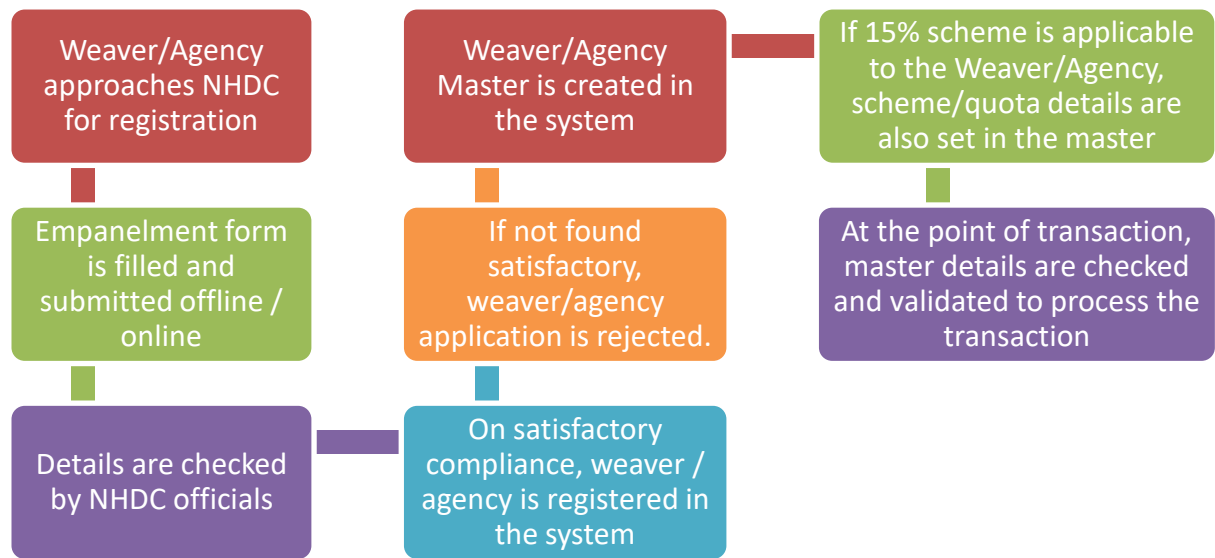 Weaver/Agency
approaches NHDC
for registration
Empanelment form
is filled and
submitted offline /
online
Details are checked
by NHDC officials
On satisfactory
compliance, weaver /
agency is registered in
the system
If not found
satisfactory,
weaver/agency
application is rejected.
Weaver/Agency
Master is created in
the system
If 15% scheme is applicable
to the Weaver/Agency,
scheme/quota details are
also set in the master
At the point of transaction,
master details are checked
and validated to process the
transaction